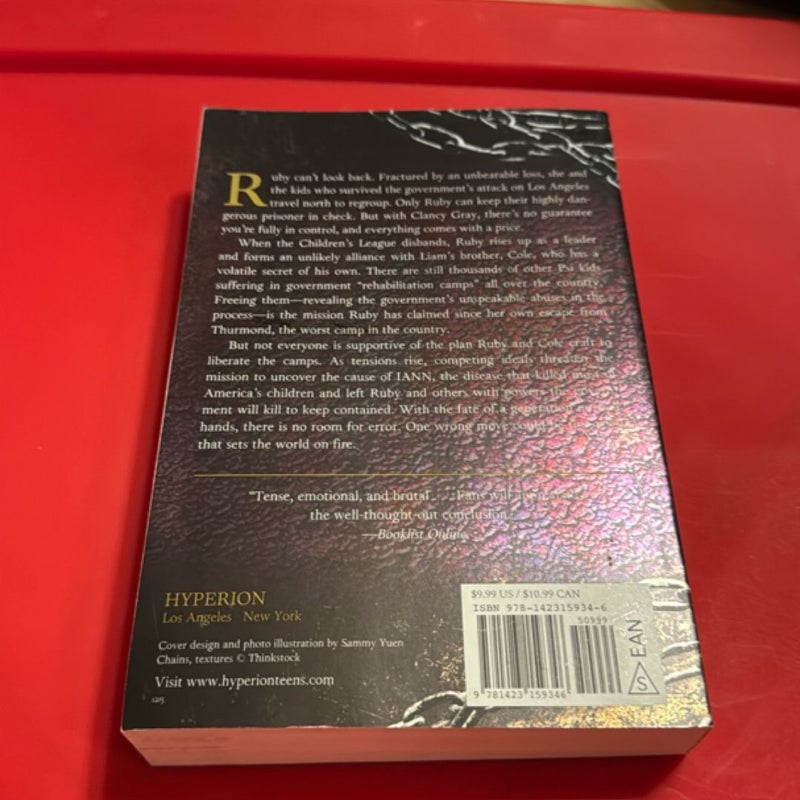 Ruby can't look back. Fractured by an unbearable loss, she and
the kids who survived the government's attack on Los Angeles
travel north to regroup. Only Ruby can keep their highly dan-
gerous prisoner in check. But with Clancy Gray, there's no guarantee
you're fully in control, and everything comes with a price.
When the Children's League disbands, Ruby rises up as a leader
and forms an unlikely alliance with Liam's brother, Cole, who has a
volatile secret of his own. There are still thousands of other Psi kids
suffering in government "rehabilitation camps" all over the country.
Freeing them—revealing the government's unspeakable abuses in the
process—is the mission Ruby has claimed since her own escape from
Thurmond, the worst camp in the country.
But not everyone is supportive of the plan Ruby and Cole craft to
liberate the camps. As tensions rise, competing ideals threaten the
mission to uncover the cause of IANN, the disease that killed most of
America's children and left Ruby and others with powers the
ment will kill to keep contained. With the fate of a generation
hands, there is no room for error. One wrong move could be
that sets the world on fire.
"Tense, emotional, and brutal . . . Fans will
the well-thought-out conclusion
—Booklist Online
HYPERION
Los Angeles New York
Cover design and photo illustration by Sammy Yuen
Chains, textures © Thinkstock
Visit www.hyperionteens.com
1215
$9.99 US / $10.99 CAN
ISBN 978-142315934-6
50999
EAN
S
9 781423 159346